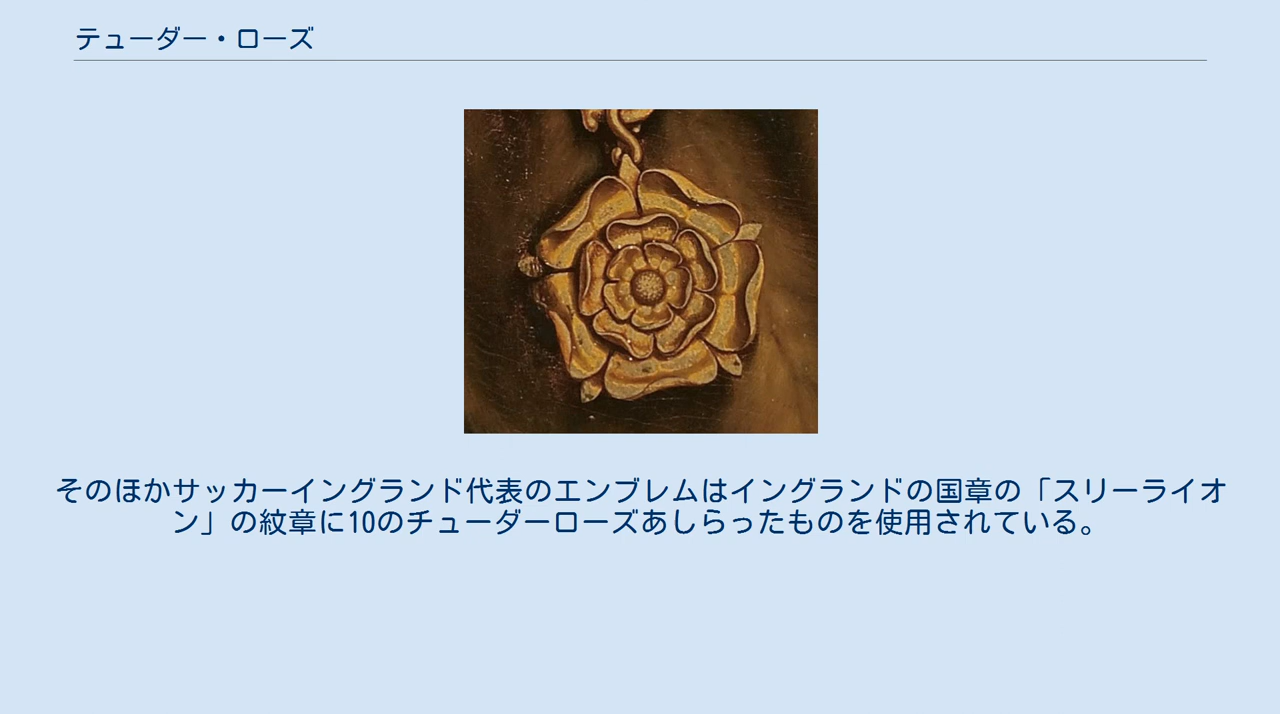 テューダー・ローズ
そのほかサッカーイングランド代表のエンブレムはイングランドの国章の「スリーライオ
ン」の紋章に10のチューダーローズあしらったものを使用されている。